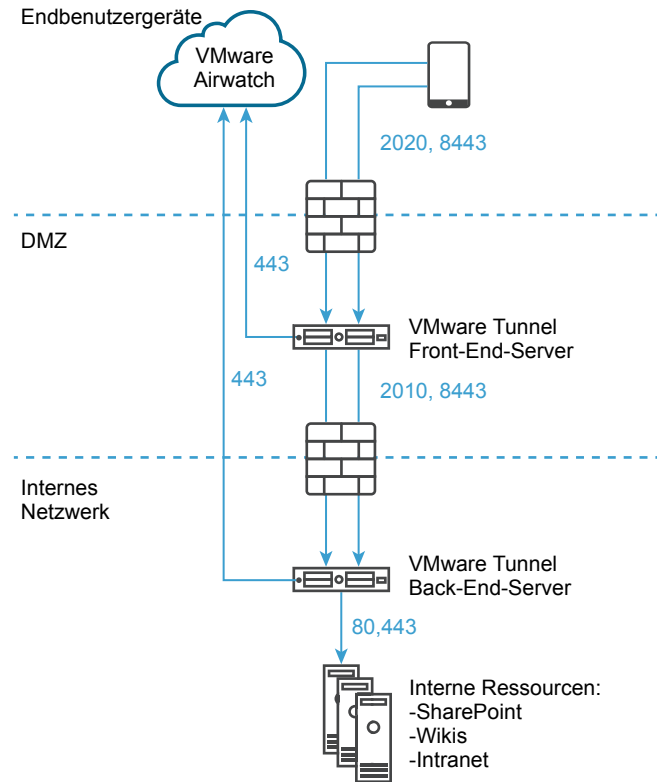 Endbenutzergeräte
VMware
Airwatch
2020, 8443
DMZ
443
VMware Tunnel
Front-End-Server
443
2010, 8443
Internes
Netzwerk
VMware Tunnel
Back-End-Server
80,443
Interne Ressourcen:
-SharePoint
-Wikis
-Intranet